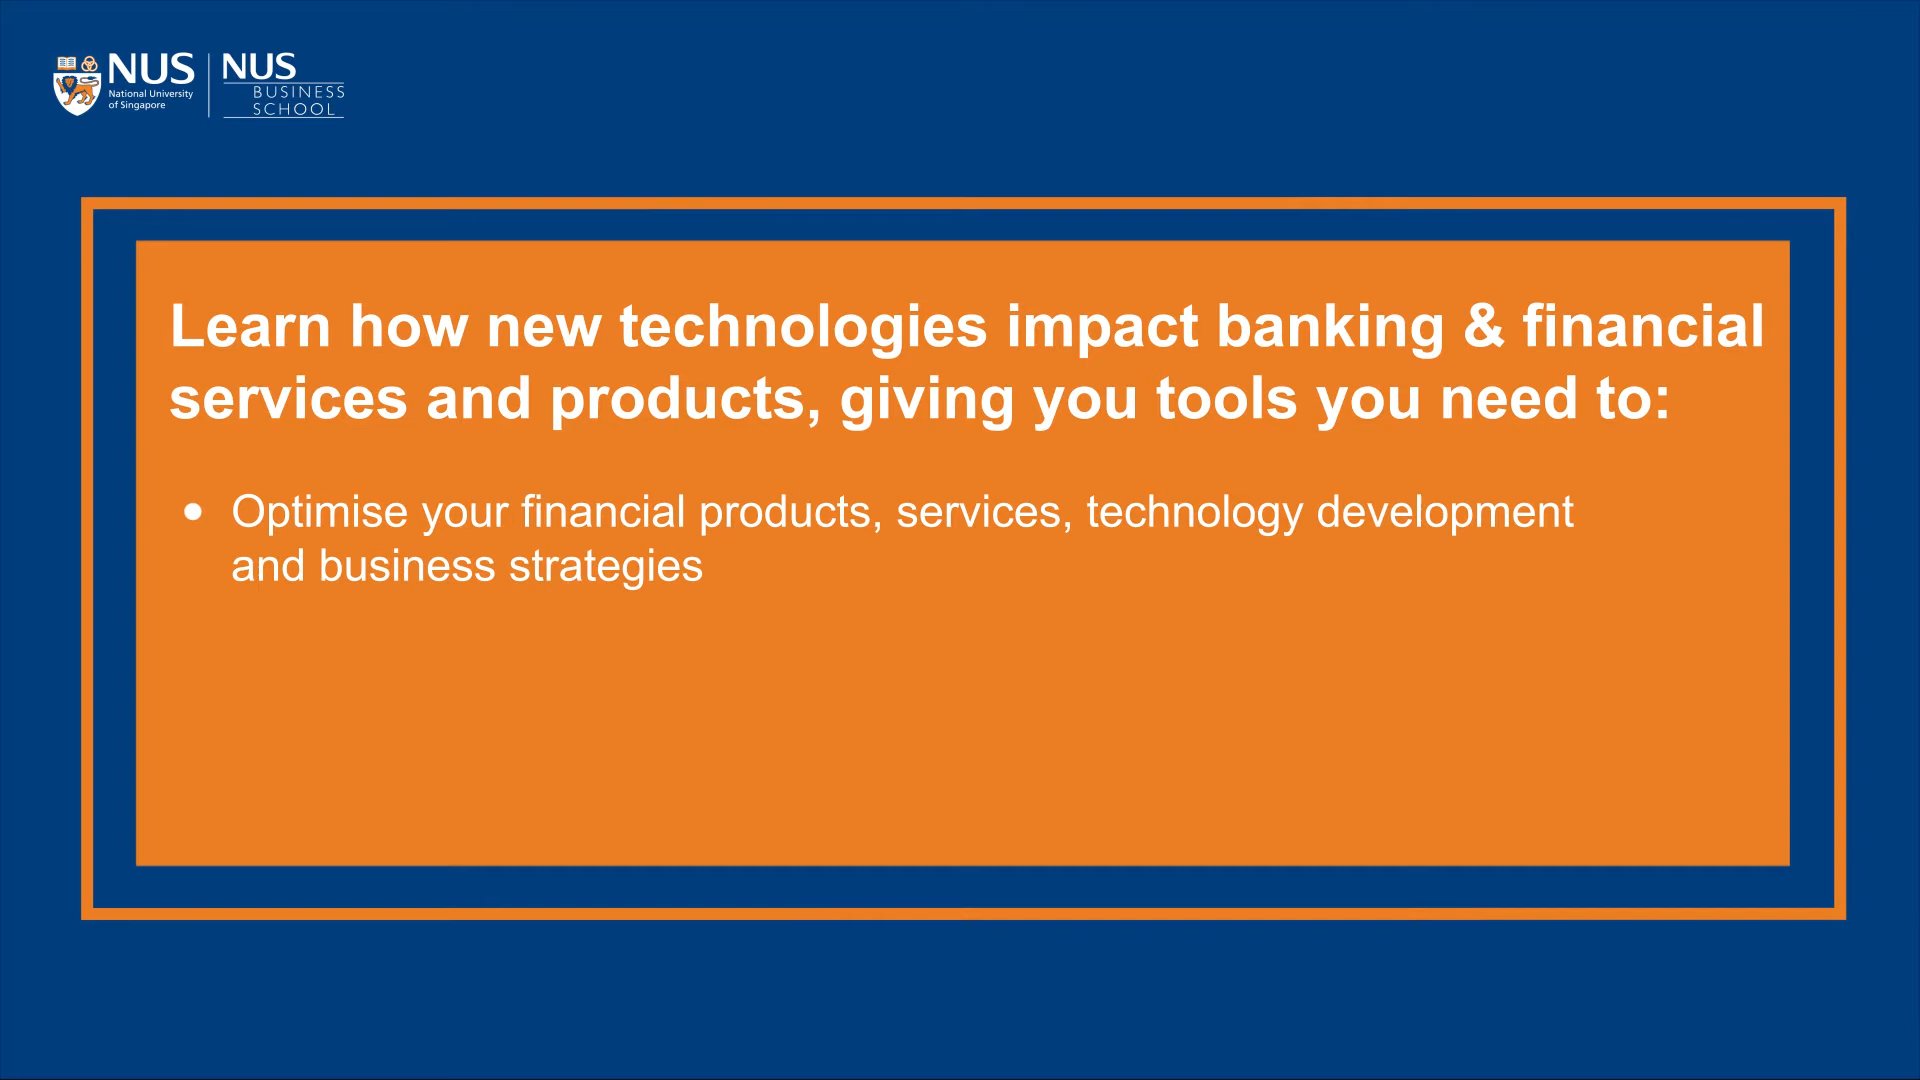 NUS
National University
of Singapore
NUS
BUSINESS
SCHOOL
Learn how new technologies impact banking & financial
services and products, giving you tools you need to:
● Optimise your financial products, services, technology development
and business strategies